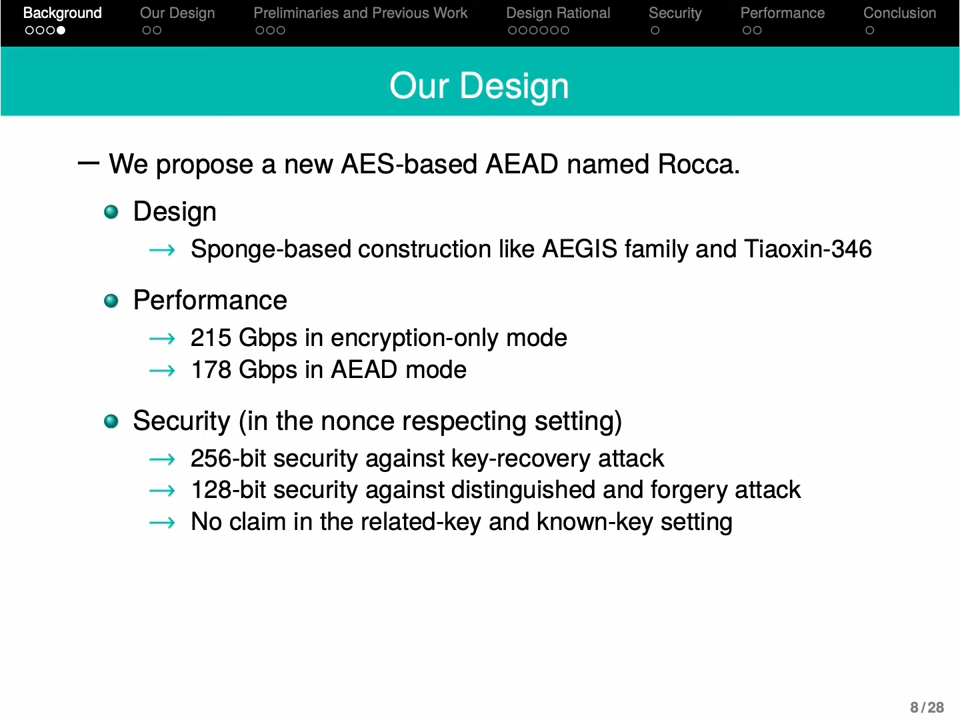 Background Our Design Preliminaries and Previous Work Design Rational Security Performance Conclusion
Our Design
— We propose a new AES-based AEAD named Rocca.
Design
→ Sponge-based construction like AEGIS family and Tiaoxin-346
Performance
→ 215 Gbps in encryption-only mode
→ 178 Gbps in AEAD mode
Security (in the nonce respecting setting)
→ 256-bit security against key-recovery attack
→ 128-bit security against distinguished and forgery attack
→ No claim in the related-key and known-key setting
8 / 28